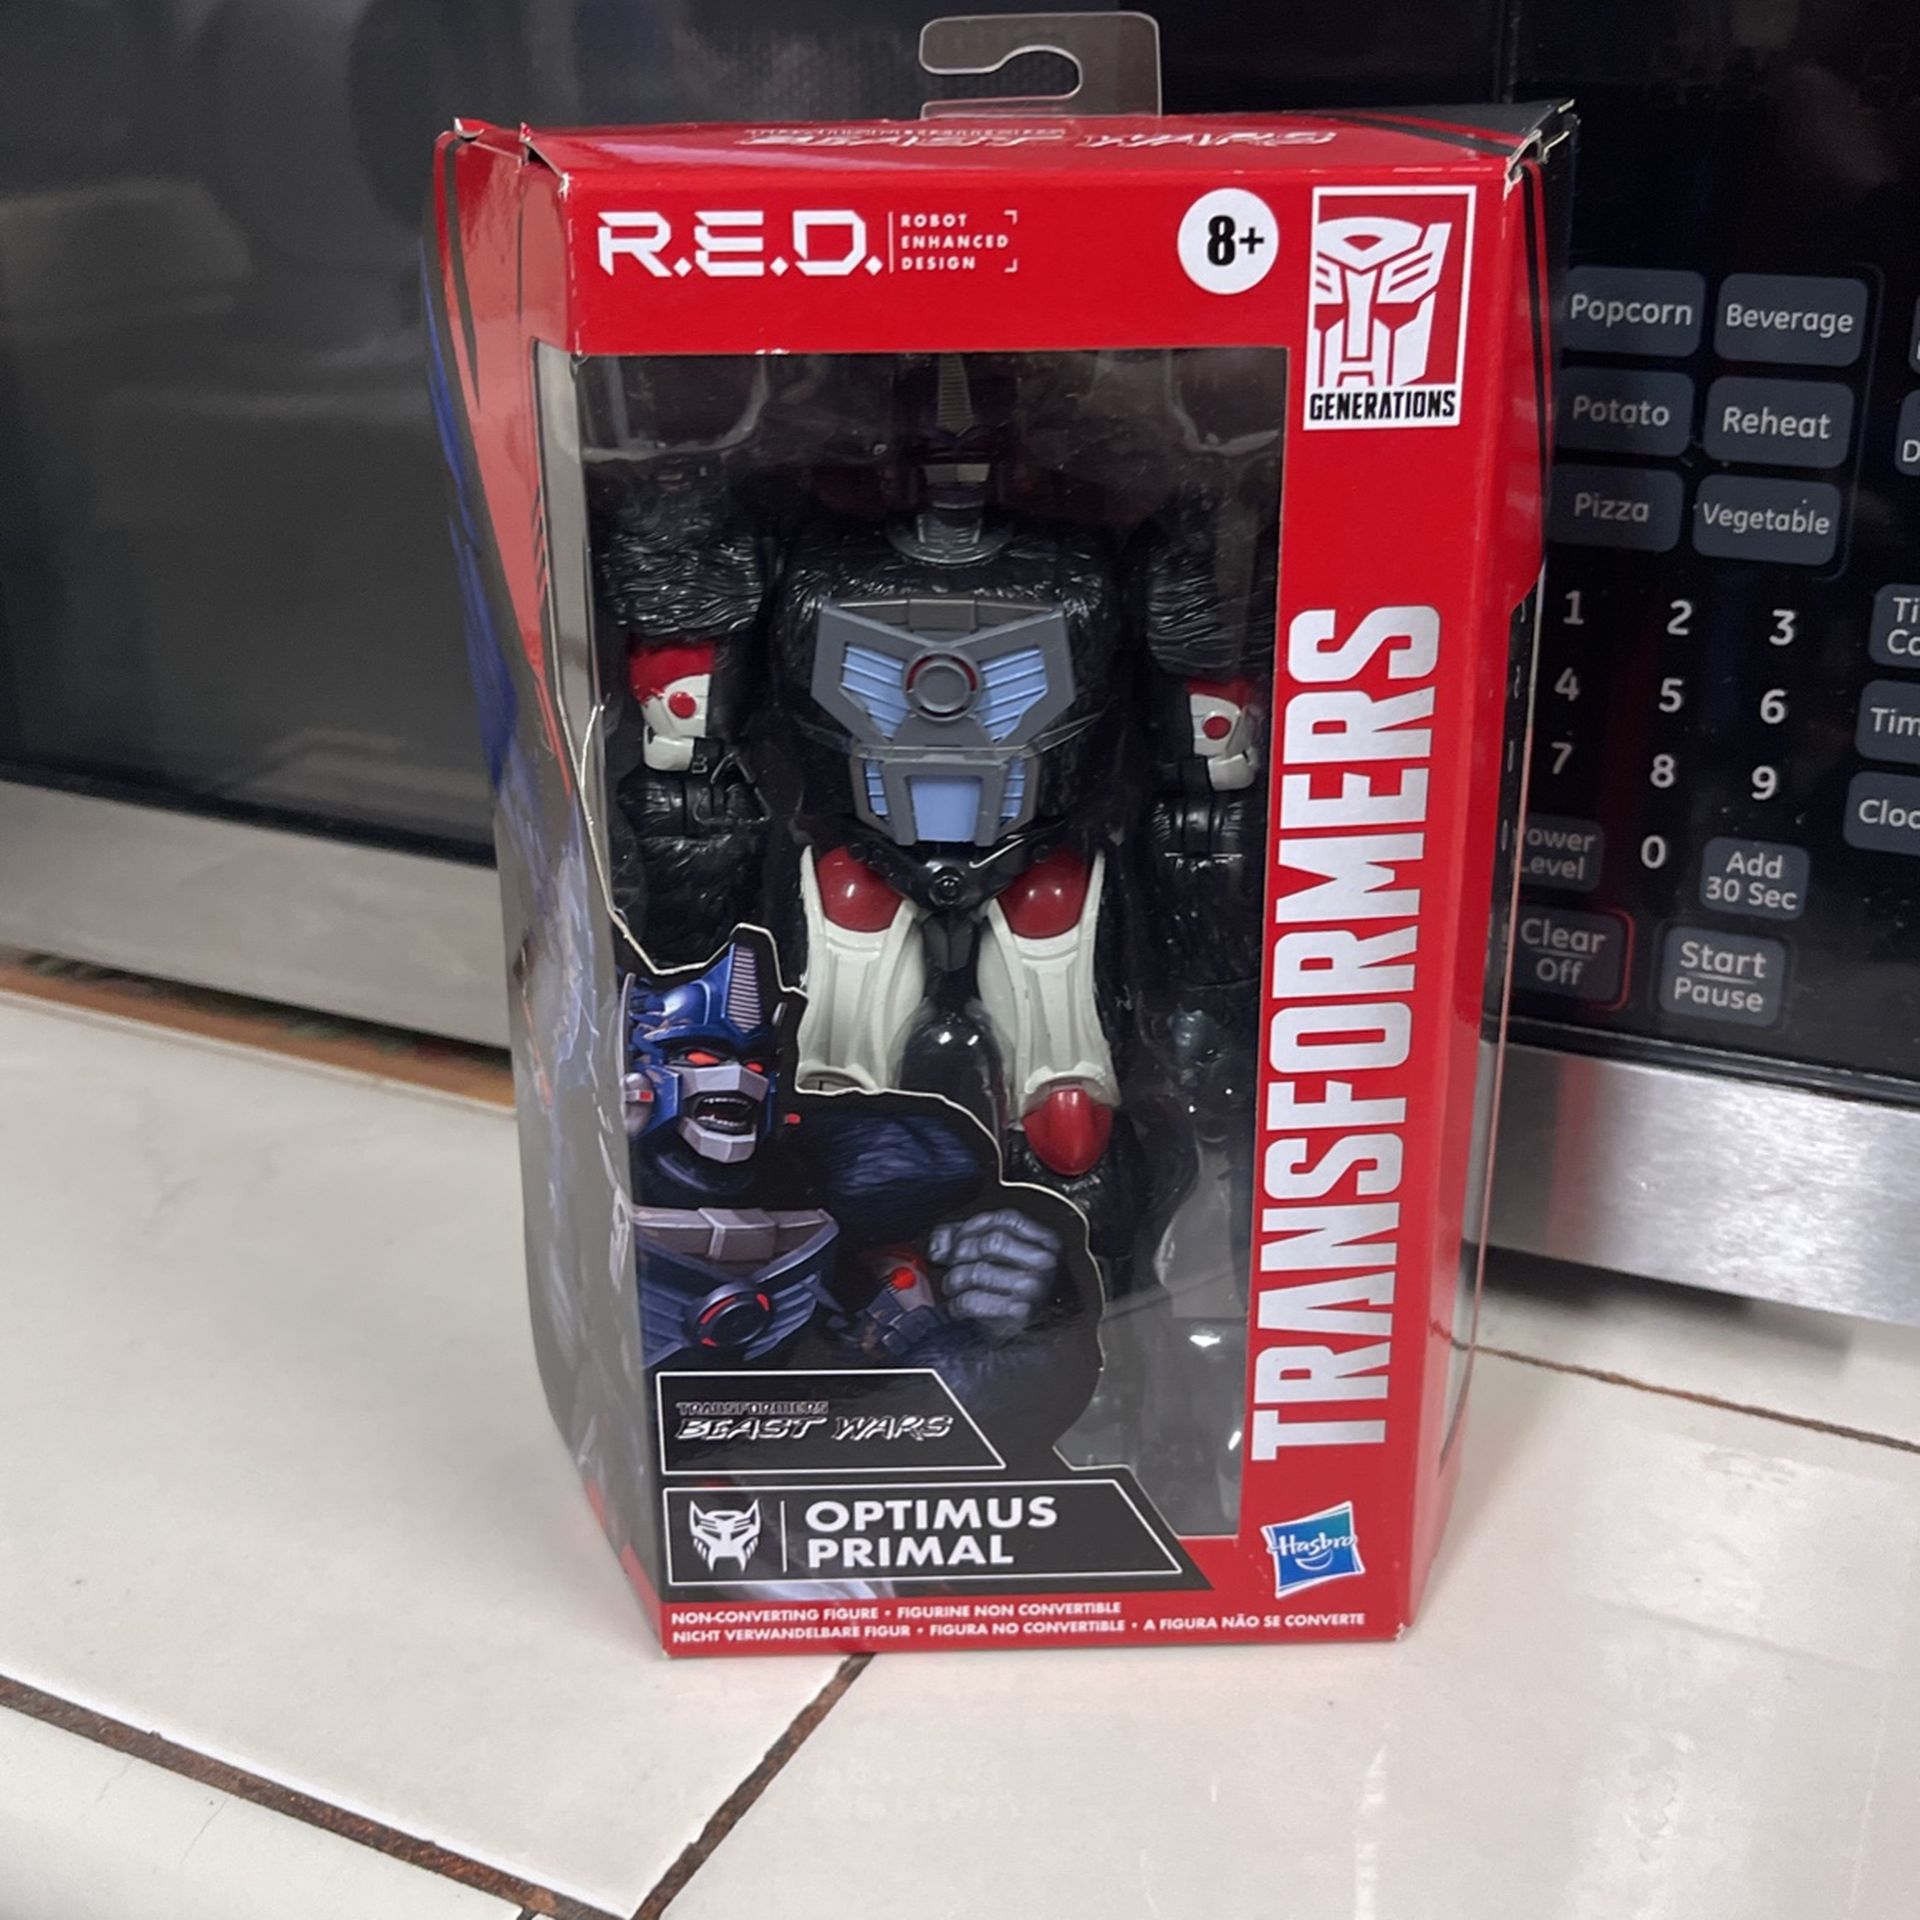 R.E.D.
ROBOT
ENHANCED
DESIGN
8+
GENERATIONS
TRANSFORMERS
TRANSFORMERS
BEAST WARS
OPTIMUS
PRIMAL
Hasbro
NON-CONVERTING FIGURE • FIGURINE NON CONVERTIBLE
NICHT VERWANDELBARE FIGUR • FIGURA NO CONVERTIBLE • A FIGURA NÃO SE CONVERTE
Popcorn Beverage
Potato Reheat
Pizza Vegetable
1 2 3
4 5 6
7 8 9
0
Level
Add
30 Sec
Clear
Off
Start
Pause